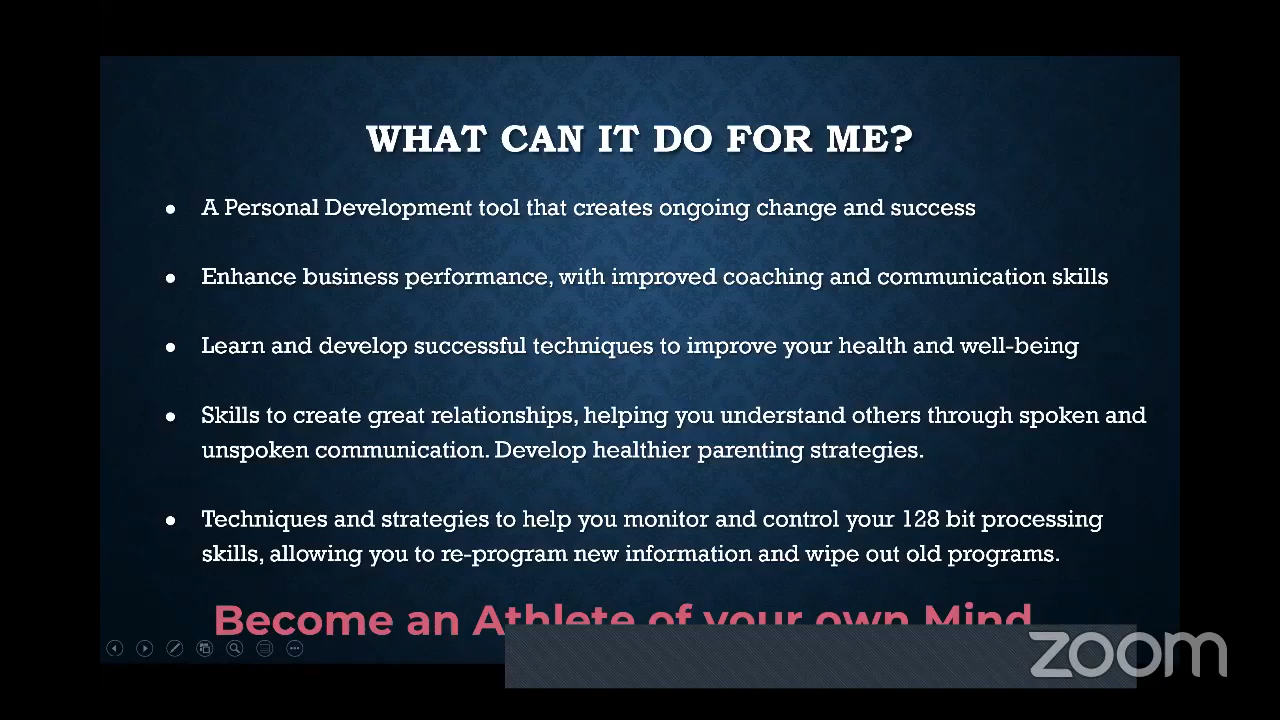 WHAT CAN IT DO FOR ME?
● A Personal Development tool that creates ongoing change and success
● Enhance business performance, with improved coaching and communication skills
● Learn and develop successful techniques to improve your health and well-being
● Skills to create great relationships, helping you understand others through spoken and
unspoken communication. Develop healthier parenting strategies.
● Techniques and strategies to help you monitor and control your 128 bit processing
skills, allowing you to re-program new information and wipe out old programs.
Become an Athlete of your own Mind
zoom